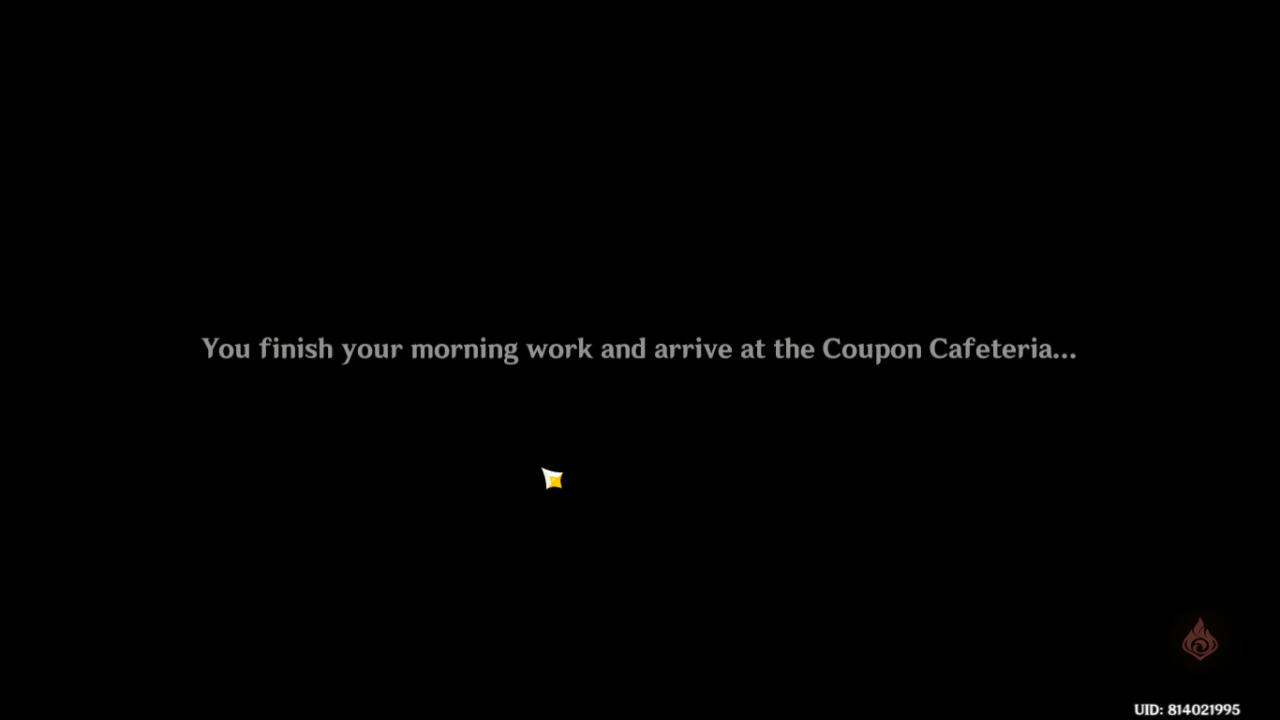 You finish your morning work and arrive at the Coupon Cafeteria...
UID: 814021995